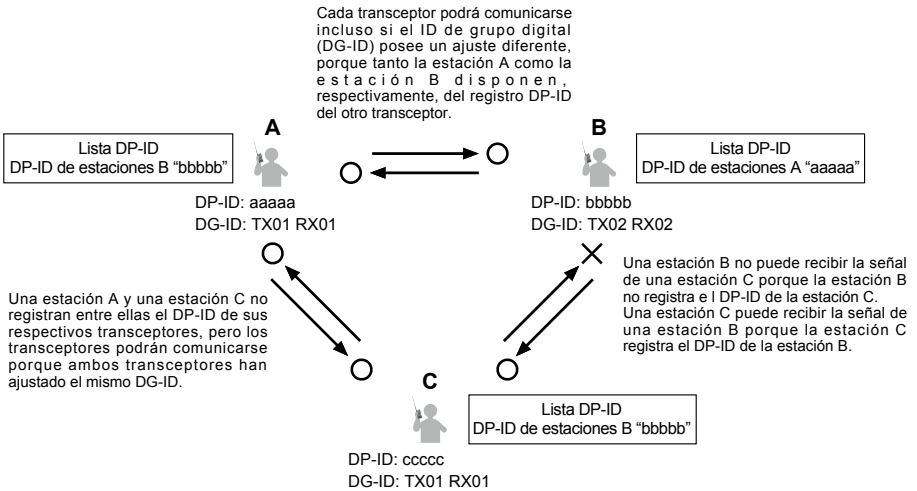 Cada transceptor podrá comunicarse
incluso si el ID de grupo digital
(DG-ID) posee un ajuste diferente,
porque tanto la estación A como la
estación B disponen,
respectivamente, del registro DP-ID
del otro transceptor.
A
B
Lista DP-ID
DP-ID de estaciones B “bbbbb”
Lista DP-ID
DP-ID de estaciones A “aaaaa”
DP-ID: aaaaa
DG-ID: TX01 RX01
DP-ID: bbbbb
DG-ID: TX02 RX02
Una estación B no puede recibir la señal
de una estación C porque la estación B
no registra e l DP-ID de la estación C.
Una estación C puede recibir la señal de
una estación B porque la estación C
registra el DP-ID de la estación B.
Una estación A y una estación C no
registran entre ellas el DP-ID de sus
respectivos transceptores, pero los
transceptores podrán comunicarse
porque ambos transceptores han
ajustado el mismo DG-ID.
C
Lista DP-ID
DP-ID de estaciones B “bbbbb”
DP-ID: ccccc
DG-ID: TX01 RX01